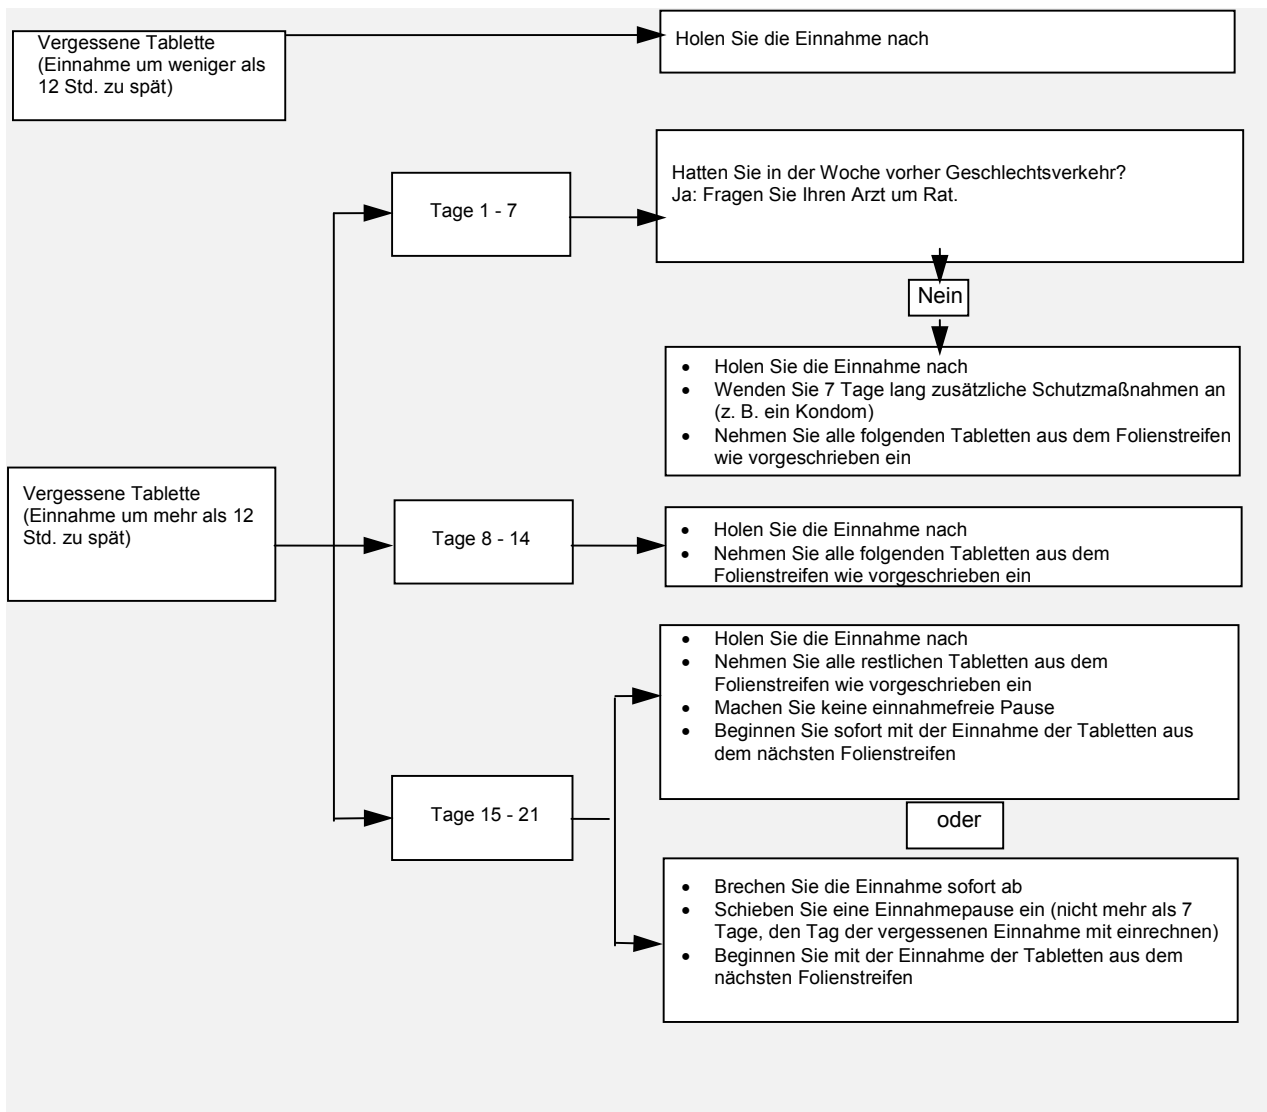 Vergessene Tablette
(Einnahme um weniger als
12 Std. zu spät)
Holen Sie die Einnahme nach
Tage 1 - 7
Hatten Sie in der Woche vorher Geschlechtsverkehr?
Ja: Fragen Sie Ihren Arzt um Rat.
Nein
• Holen Sie die Einnahme nach
• Wenden Sie 7 Tage lang zusätzliche Schutzmaßnahmen an
(z. B. ein Kondom)
• Nehmen Sie alle folgenden Tabletten aus dem Folienstreifen
wie vorgeschrieben ein
Vergessene Tablette
(Einnahme um mehr als 12
Std. zu spät)
Tage 8 - 14
• Holen Sie die Einnahme nach
• Nehmen Sie alle folgenden Tabletten aus dem
Folienstreifen wie vorgeschrieben ein
Tage 15 - 21
• Holen Sie die Einnahme nach
• Nehmen Sie alle restlichen Tabletten aus dem
Folienstreifen wie vorgeschrieben ein
• Machen Sie keine einnahmefreie Pause
• Beginnen Sie sofort mit der Einnahme der Tabletten aus
dem nächsten Folienstreifen
oder
• Brechen Sie die Einnahme sofort ab
• Schieben Sie eine Einnahmepause ein (nicht mehr als 7
Tage, den Tag der vergessenen Einnahme mit einrechnen)
• Beginnen Sie mit der Einnahme der Tabletten aus dem
nächsten Folienstreifen